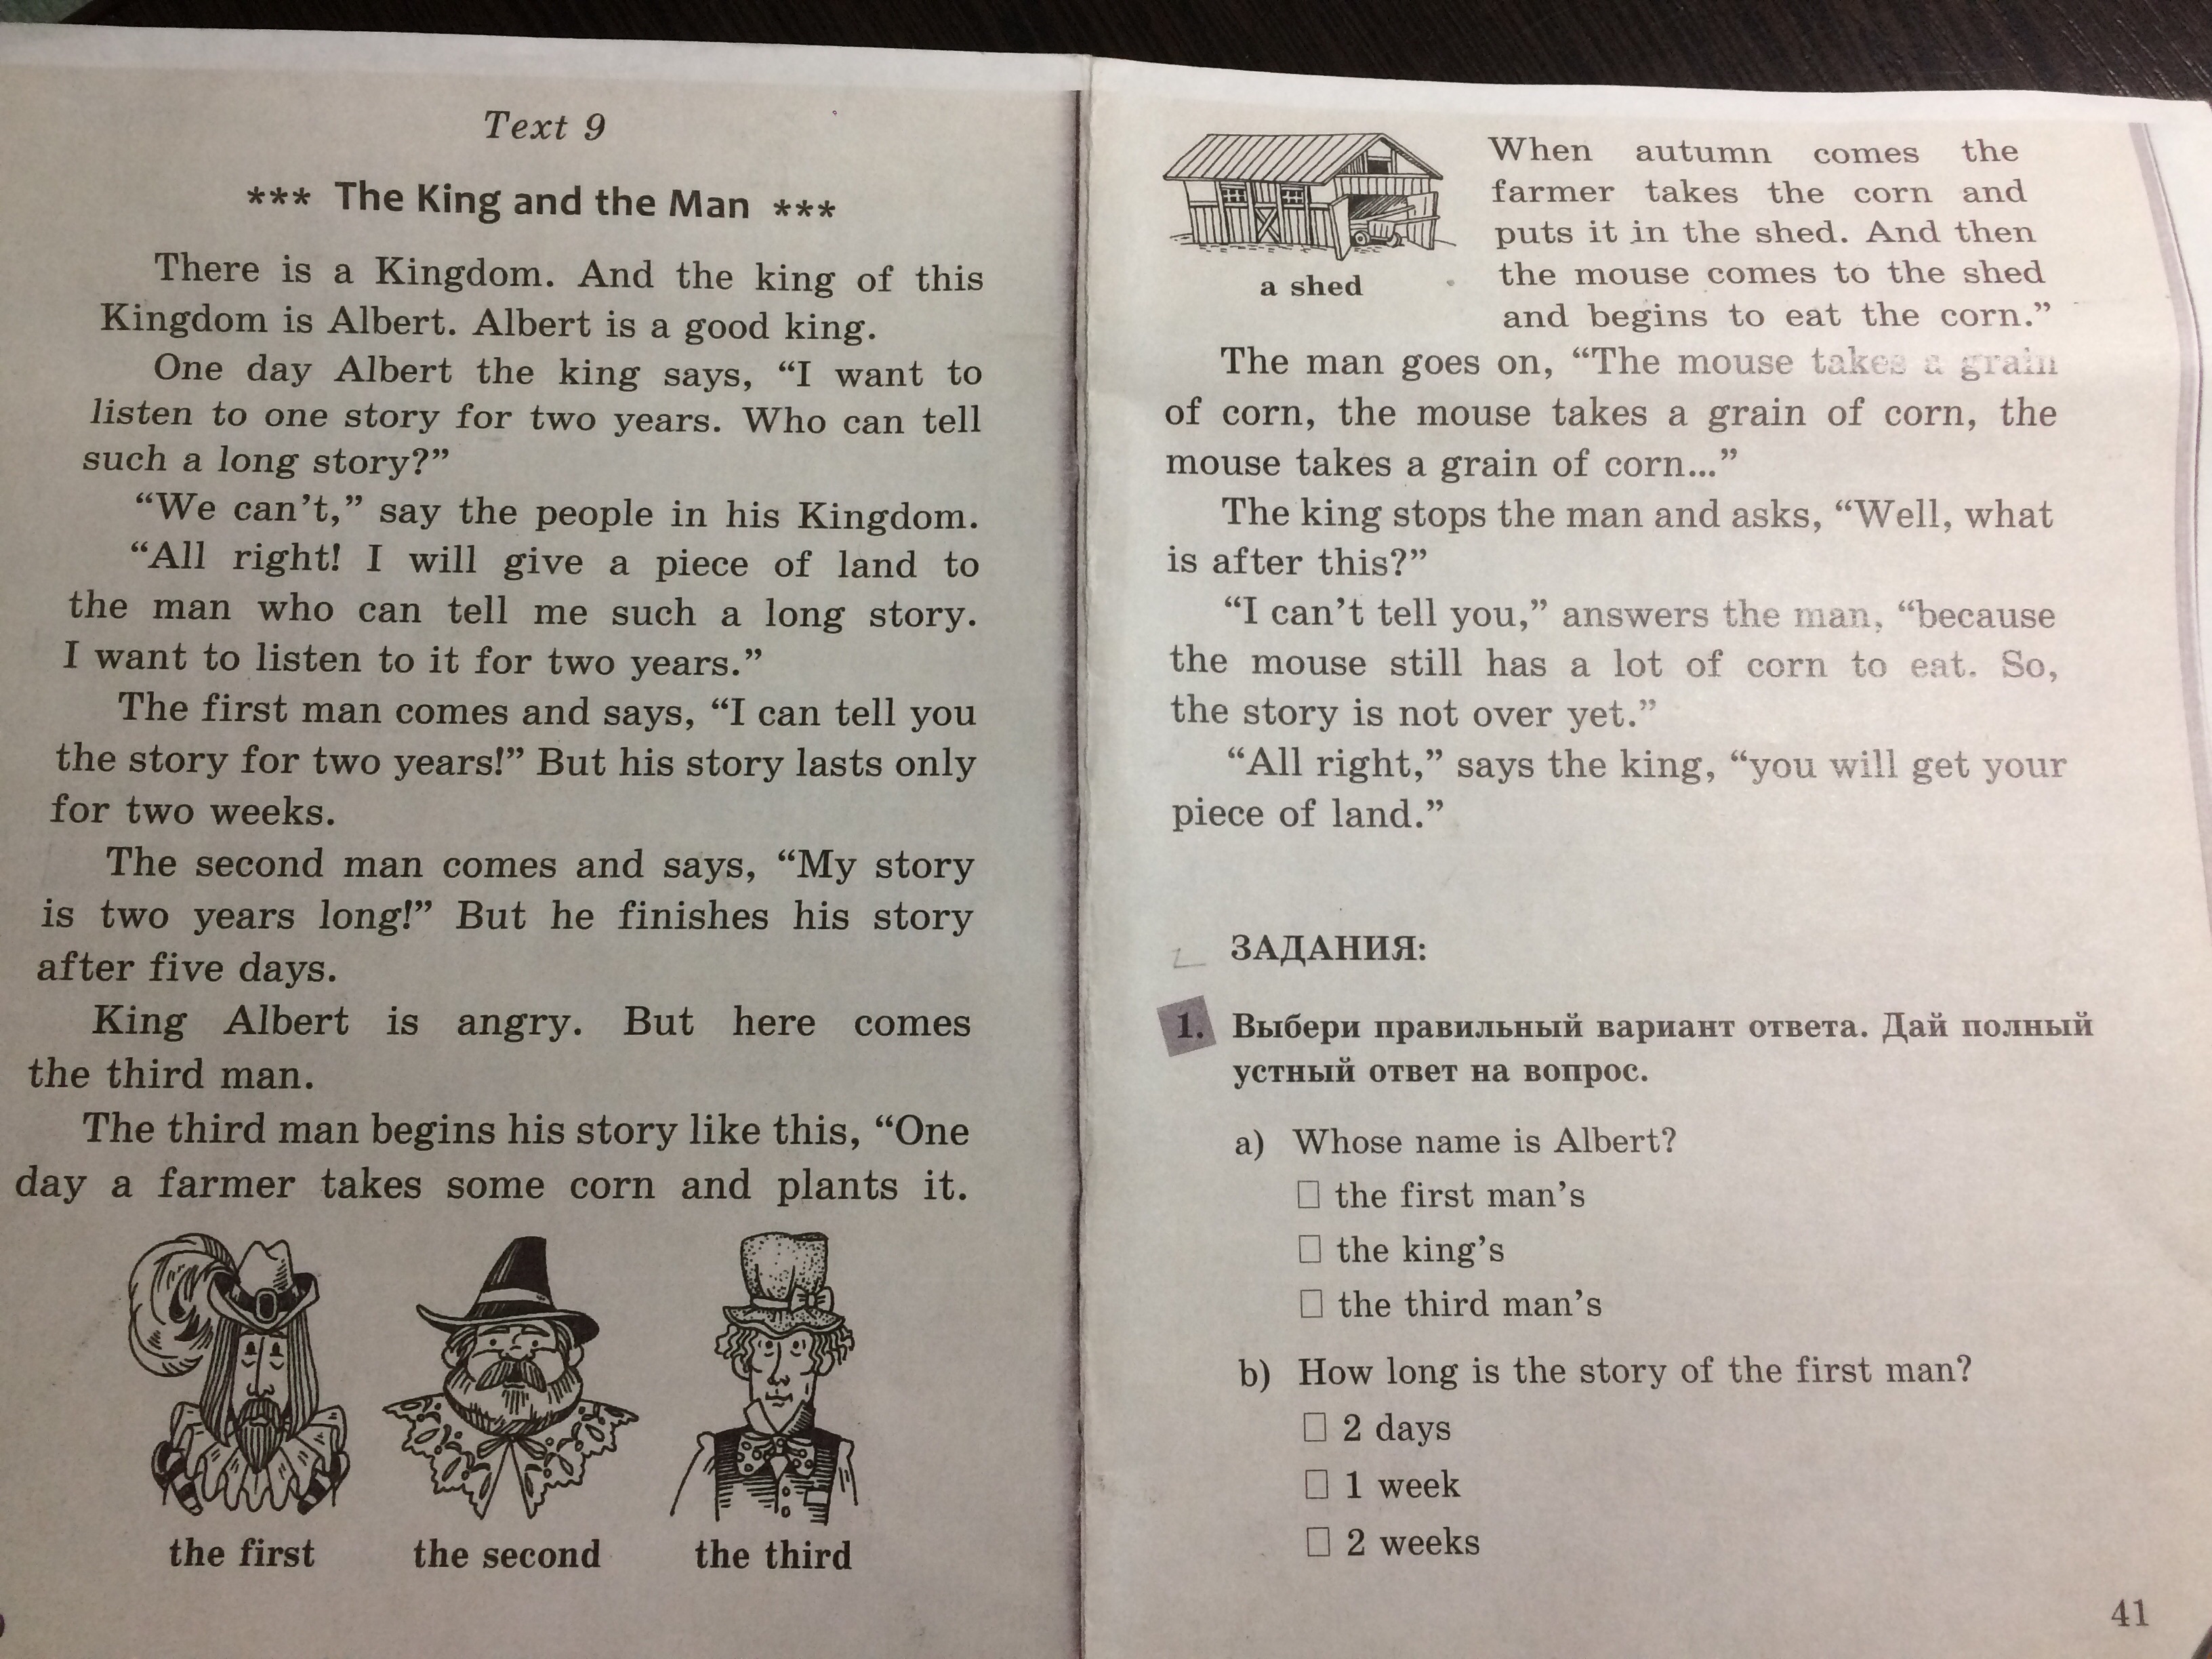 Text 9
*** The King and the Man ***
There is a Kingdom. And the king of this
Kingdom is Albert. Albert is a good king.
One day Albert the king says, “I want to
listen to one story for two years. Who can tell
such a long story?”
“We can’t,” say the people in his Kingdom.
“All right! I will give a piece of land to
the man who can tell me such a long story.
I want to listen to it for two years.”
The first man comes and says, “I can tell you
the story for two years!” But his story lasts only
for two weeks.
The second man comes and says, “My story
is two years long!” But he finishes his story
after five days.
King Albert is angry. But here comes
the third man.
The third man begins his story like this, “One
day a farmer takes some corn and plants it.
the first
the second
the third
a shed
When autumn comes the
farmer takes the corn and
puts it in the shed. And then
the mouse comes to the shed
and begins to eat the corn.”
The man goes on, “The mouse takes a grain
of corn, the mouse takes a grain of corn, the
mouse takes a grain of corn...”
The king stops the man and asks, “Well, what
is after this?”
“I can’t tell you,” answers the man, “because
the mouse still has a lot of corn to eat. So,
the story is not over yet.”
“All right,” says the king, “you will get your
piece of land.”
ЗАДАНИЯ:
1. Выбери правильный вариант ответа. Дай полный
устный ответ на вопрос.
a) Whose name is Albert?
☐ the first man’s
☐ the king’s
☐ the third man’s
b) How long is the story of the first man?
☐ 2 days
☐ 1 week
☐ 2 weeks
41